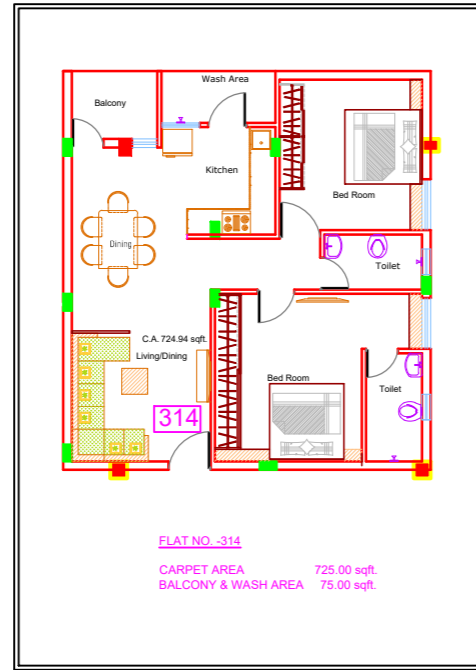 Wash Area
Balcony
Kitchen
Bed Room
Dining
Toilet
C.A. 724.94 sqft.
Living/Dining
Bed Room
Toilet
314
FLAT NO. -314
CARPET AREA 725.00 sqft.
BALCONY & WASH AREA 75.00 sqft.